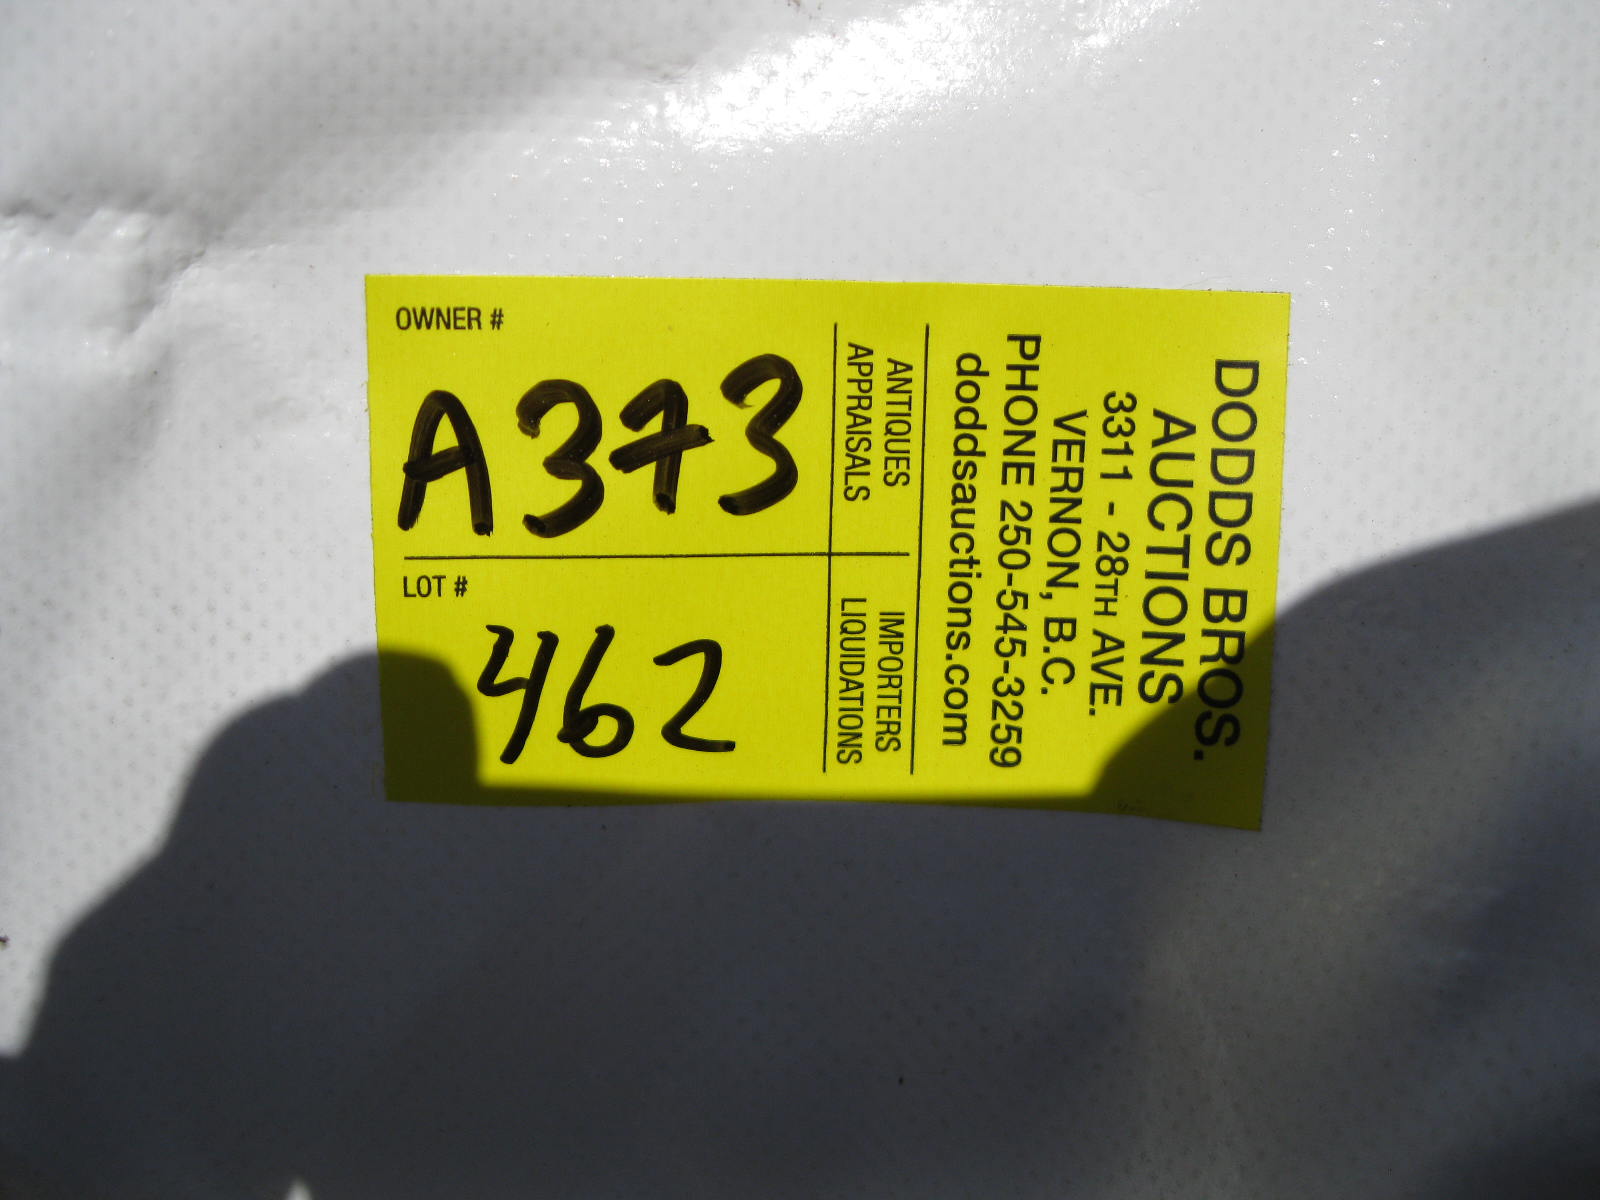 OWNER #
A373
LOT #
462
DODDS BROS.
AUCTIONS
3311 - 28TH AVE.
VERNON, B.C.
PHONE 250-545-3259
doddsauctions.com
ANTIQUES
APPRAISALS
IMPORTERS
LIQUIDATIONS